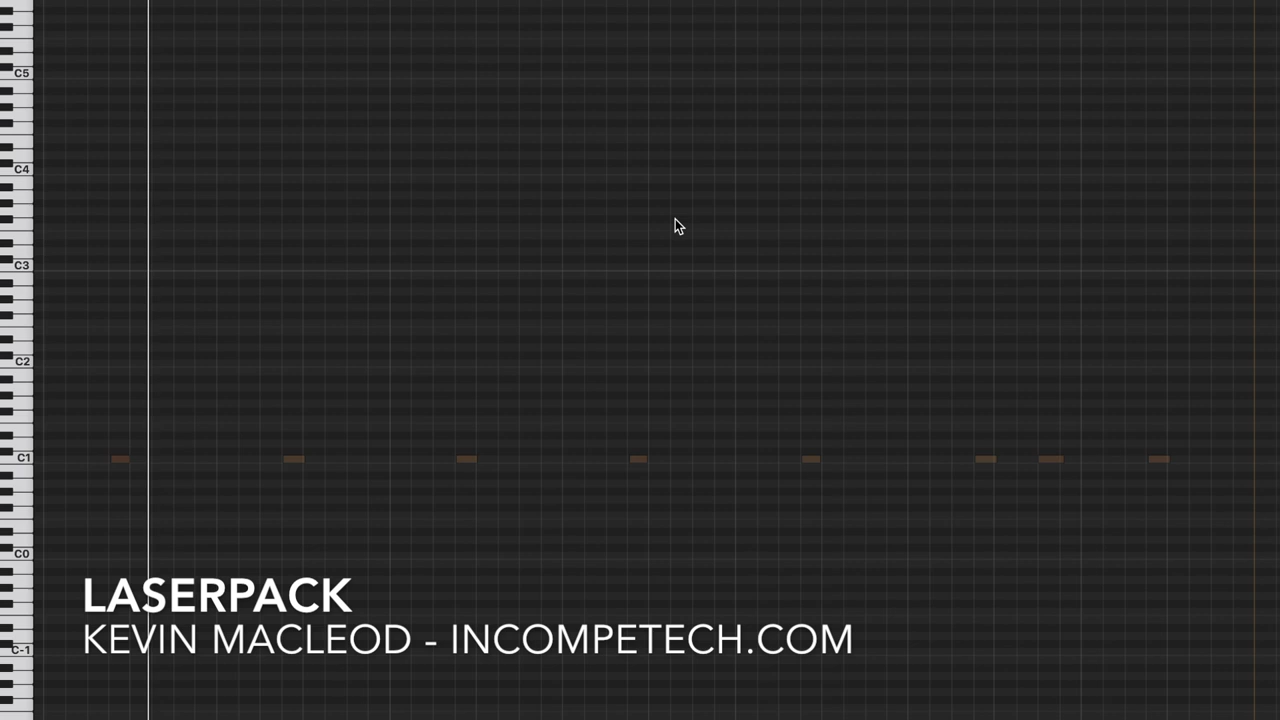 C5
C4
C3
C2
C1
C0
C-1
LASERPACK
KEVIN MACLEOD - INCOMPETECH.COM